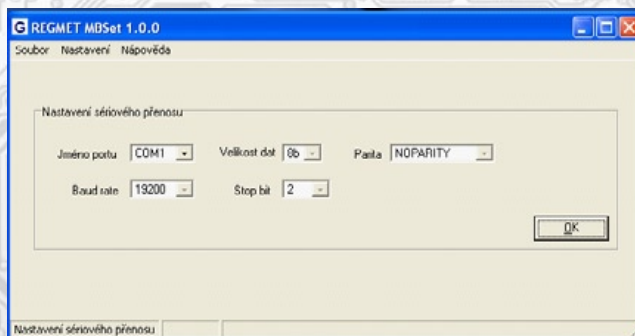 REGMET MBSet 1.0.0
Soubor Nastavení Nápověda
Nastavení sériového přenosu
Jméno portu COM1 Velikost dat 8b Parita NOPARITY
Baud rate 19200 Stop bit 2
OK
Nastavení sériového přenosu